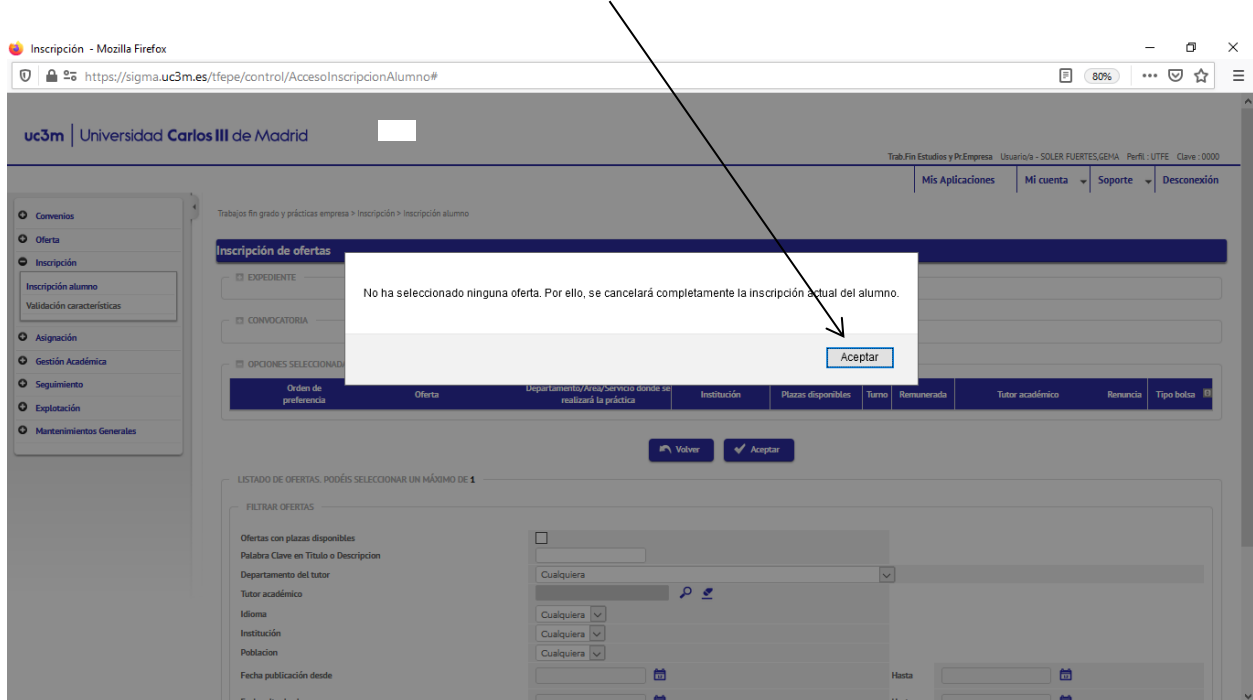 Inscripción - Mozilla Firefox
https://sigma.uc3m.es/tfepe/control/AccesoInscripcionAlumno#
80%
uc3m | Universidad Carlos III de Madrid
Trab.Fin Estudios y Pr.Empresa Usuario/a - SOLER FUERTES,GEMA Perfil : UTFE Clave : 0000
Mis Aplicaciones
Mi cuenta
Soporte
Desconexión
Convenios
Oferta
Inscripción
Inscripción alumno
Validación características
Asignación
Gestión Académica
Seguimiento
Explotación
Mantenimientos Generales
Trabajos fin grado y prácticas empresa > Inscripción > Inscripción alumno
Inscripción de ofertas
EXPEDIENTE
No ha seleccionado ninguna oferta. Por ello, se cancelará completamente la inscripción actual del alumno.
CONVOCATORIA
Aceptar
OPCIONES SELECCIONAD
Orden de preferencia
Oferta
Departamento/Área/Servicio donde se realizará la práctica
Institución
Plazas disponibles
Turno
Remunerada
Tutor académico
Renuncia
Tipo bolsa
Volver
Aceptar
LISTADO DE OFERTAS. PODÉIS SELECCIONAR UN MÁXIMO DE 1
FILTRAR OFERTAS
Ofertas con plazas disponibles
Palabra Clave en Titulo o Descripcion
Departamento del tutor Cualquiera
Tutor académico
Idioma Cualquiera
Institución Cualquiera
Poblacion Cualquiera
Fecha publicación desde Hasta